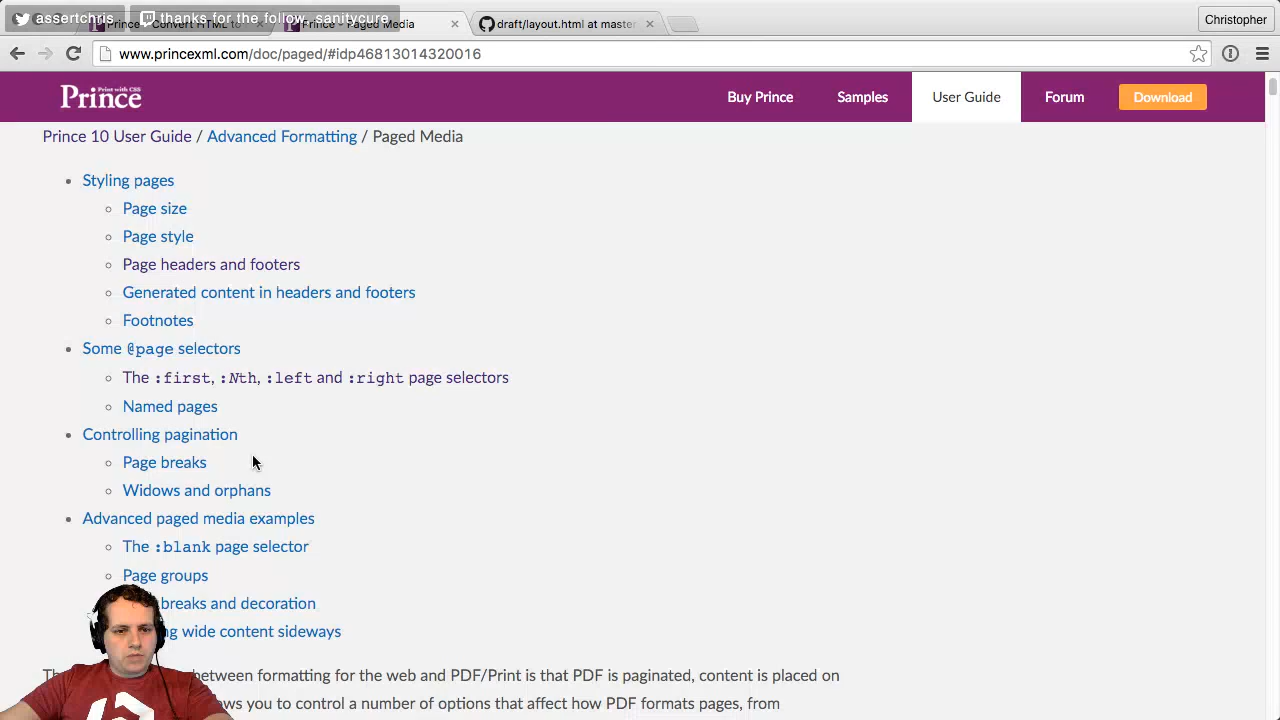 assertchris thanks for the follow, sanitycure
Prince - Paged Media
draft/layout.html at master
Christopher
www.princexml.com/doc/paged/#idp46813014320016
Print with CSS
Prince
Buy Prince
Samples
User Guide
Forum
Download
Prince 10 User Guide / Advanced Formatting / Paged Media
Styling pages
Page size
Page style
Page headers and footers
Generated content in headers and footers
Footnotes
Some @page selectors
The :first, :Nth, :left and :right page selectors
Named pages
Controlling pagination
Page breaks
Widows and orphans
Advanced paged media examples
The :blank page selector
Page groups
breaks and decoration
wide content sideways
between formatting for the web and PDF/Print is that PDF is paginated, content is placed on
you to control a number of options that affect how PDF formats pages, from